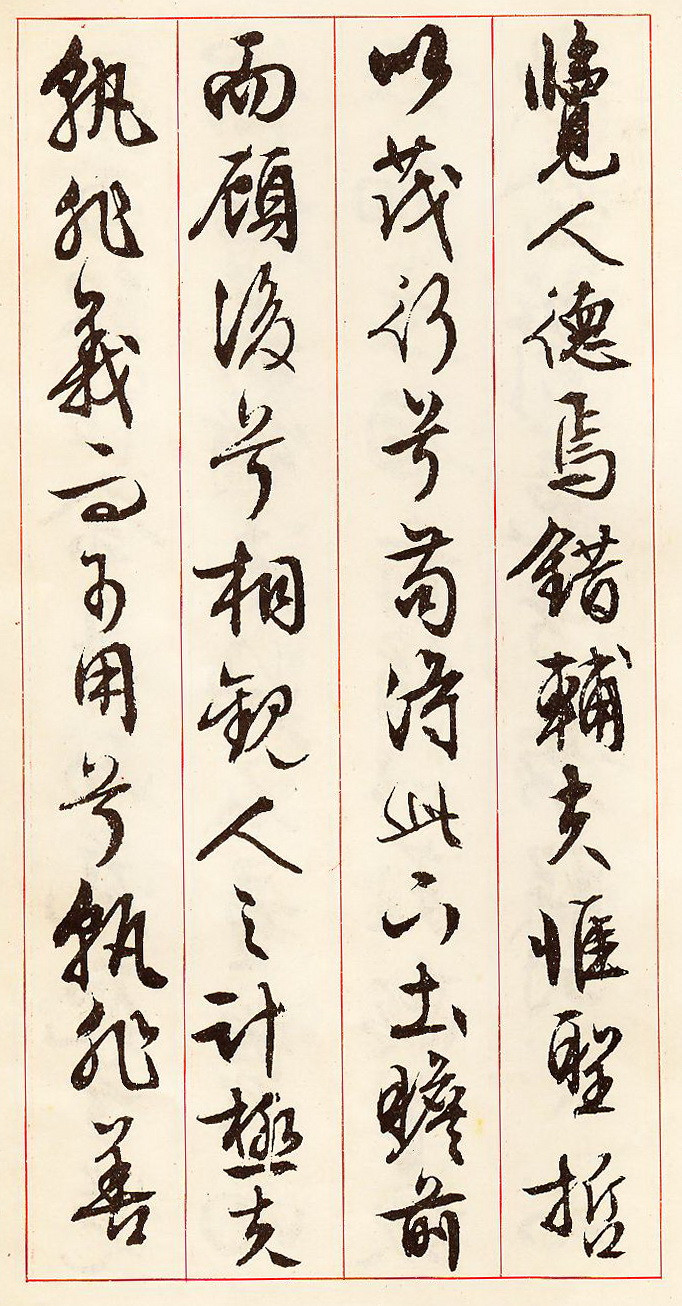 覽人德焉錯輔夫惟聖哲
以茂行兮苟得此下土瞻前
而顧後兮相觀人之計極夫
孰非義而可用兮孰非善